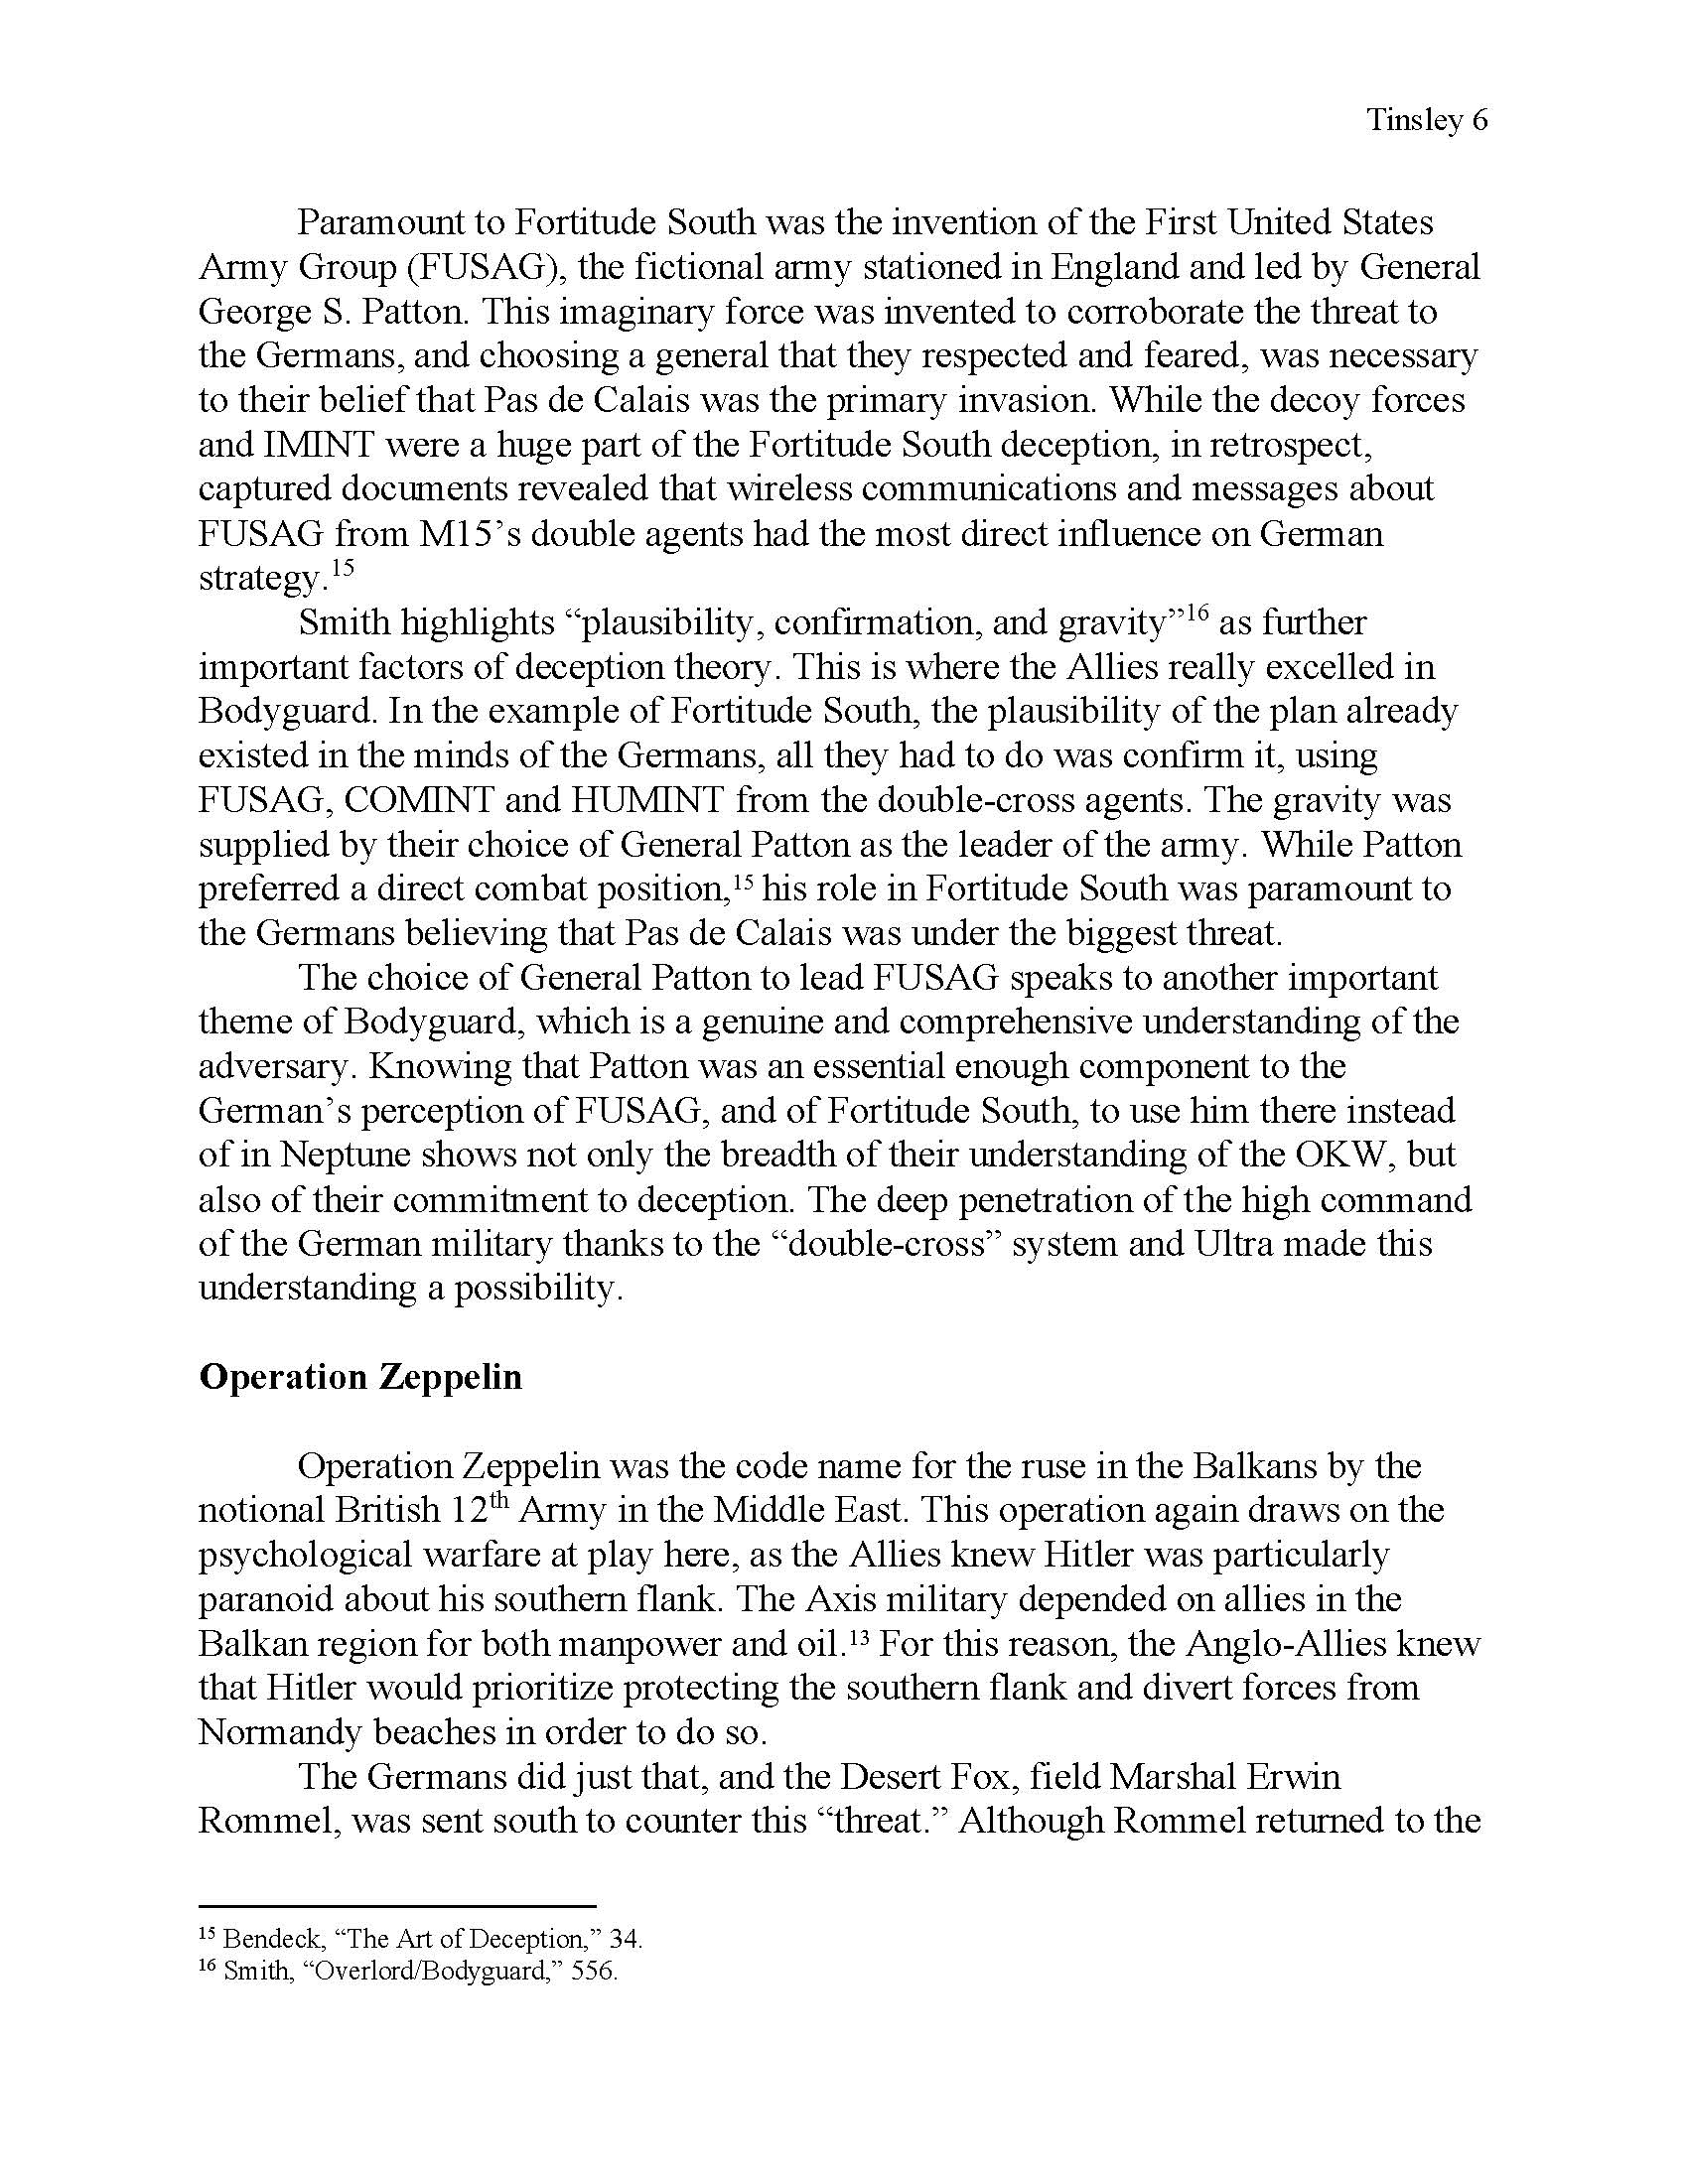 Tinsley 6
Paramount to Fortitude South was the invention of the First United States
Army Group (FUSAG), the fictional army stationed in England and led by General
George S. Patton. This imaginary force was invented to corroborate the threat to
the Germans, and choosing a general that they respected and feared, was necessary
to their belief that Pas de Calais was the primary invasion. While the decoy forces
and IMINT were a huge part of the Fortitude South deception, in retrospect,
captured documents revealed that wireless communications and messages about
FUSAG from M15’s double agents had the most direct influence on German
strategy.¹⁵
Smith highlights “plausibility, confirmation, and gravity”¹⁶ as further
important factors of deception theory. This is where the Allies really excelled in
Bodyguard. In the example of Fortitude South, the plausibility of the plan already
existed in the minds of the Germans, all they had to do was confirm it, using
FUSAG, COMINT and HUMINT from the double-cross agents. The gravity was
supplied by their choice of General Patton as the leader of the army. While Patton
preferred a direct combat position,¹⁵ his role in Fortitude South was paramount to
the Germans believing that Pas de Calais was under the biggest threat.
The choice of General Patton to lead FUSAG speaks to another important
theme of Bodyguard, which is a genuine and comprehensive understanding of the
adversary. Knowing that Patton was an essential enough component to the
German’s perception of FUSAG, and of Fortitude South, to use him there instead
of in Neptune shows not only the breadth of their understanding of the OKW, but
also of their commitment to deception. The deep penetration of the high command
of the German military thanks to the “double-cross” system and Ultra made this
understanding a possibility.
Operation Zeppelin
Operation Zeppelin was the code name for the ruse in the Balkans by the
notional British 12th Army in the Middle East. This operation again draws on the
psychological warfare at play here, as the Allies knew Hitler was particularly
paranoid about his southern flank. The Axis military depended on allies in the
Balkan region for both manpower and oil.¹³ For this reason, the Anglo-Allies knew
that Hitler would prioritize protecting the southern flank and divert forces from
Normandy beaches in order to do so.
The Germans did just that, and the Desert Fox, field Marshal Erwin
Rommel, was sent south to counter this “threat.” Although Rommel returned to the
¹⁵ Bendeck, “The Art of Deception,” 34.
¹⁶ Smith, “Overlord/Bodyguard,” 556.